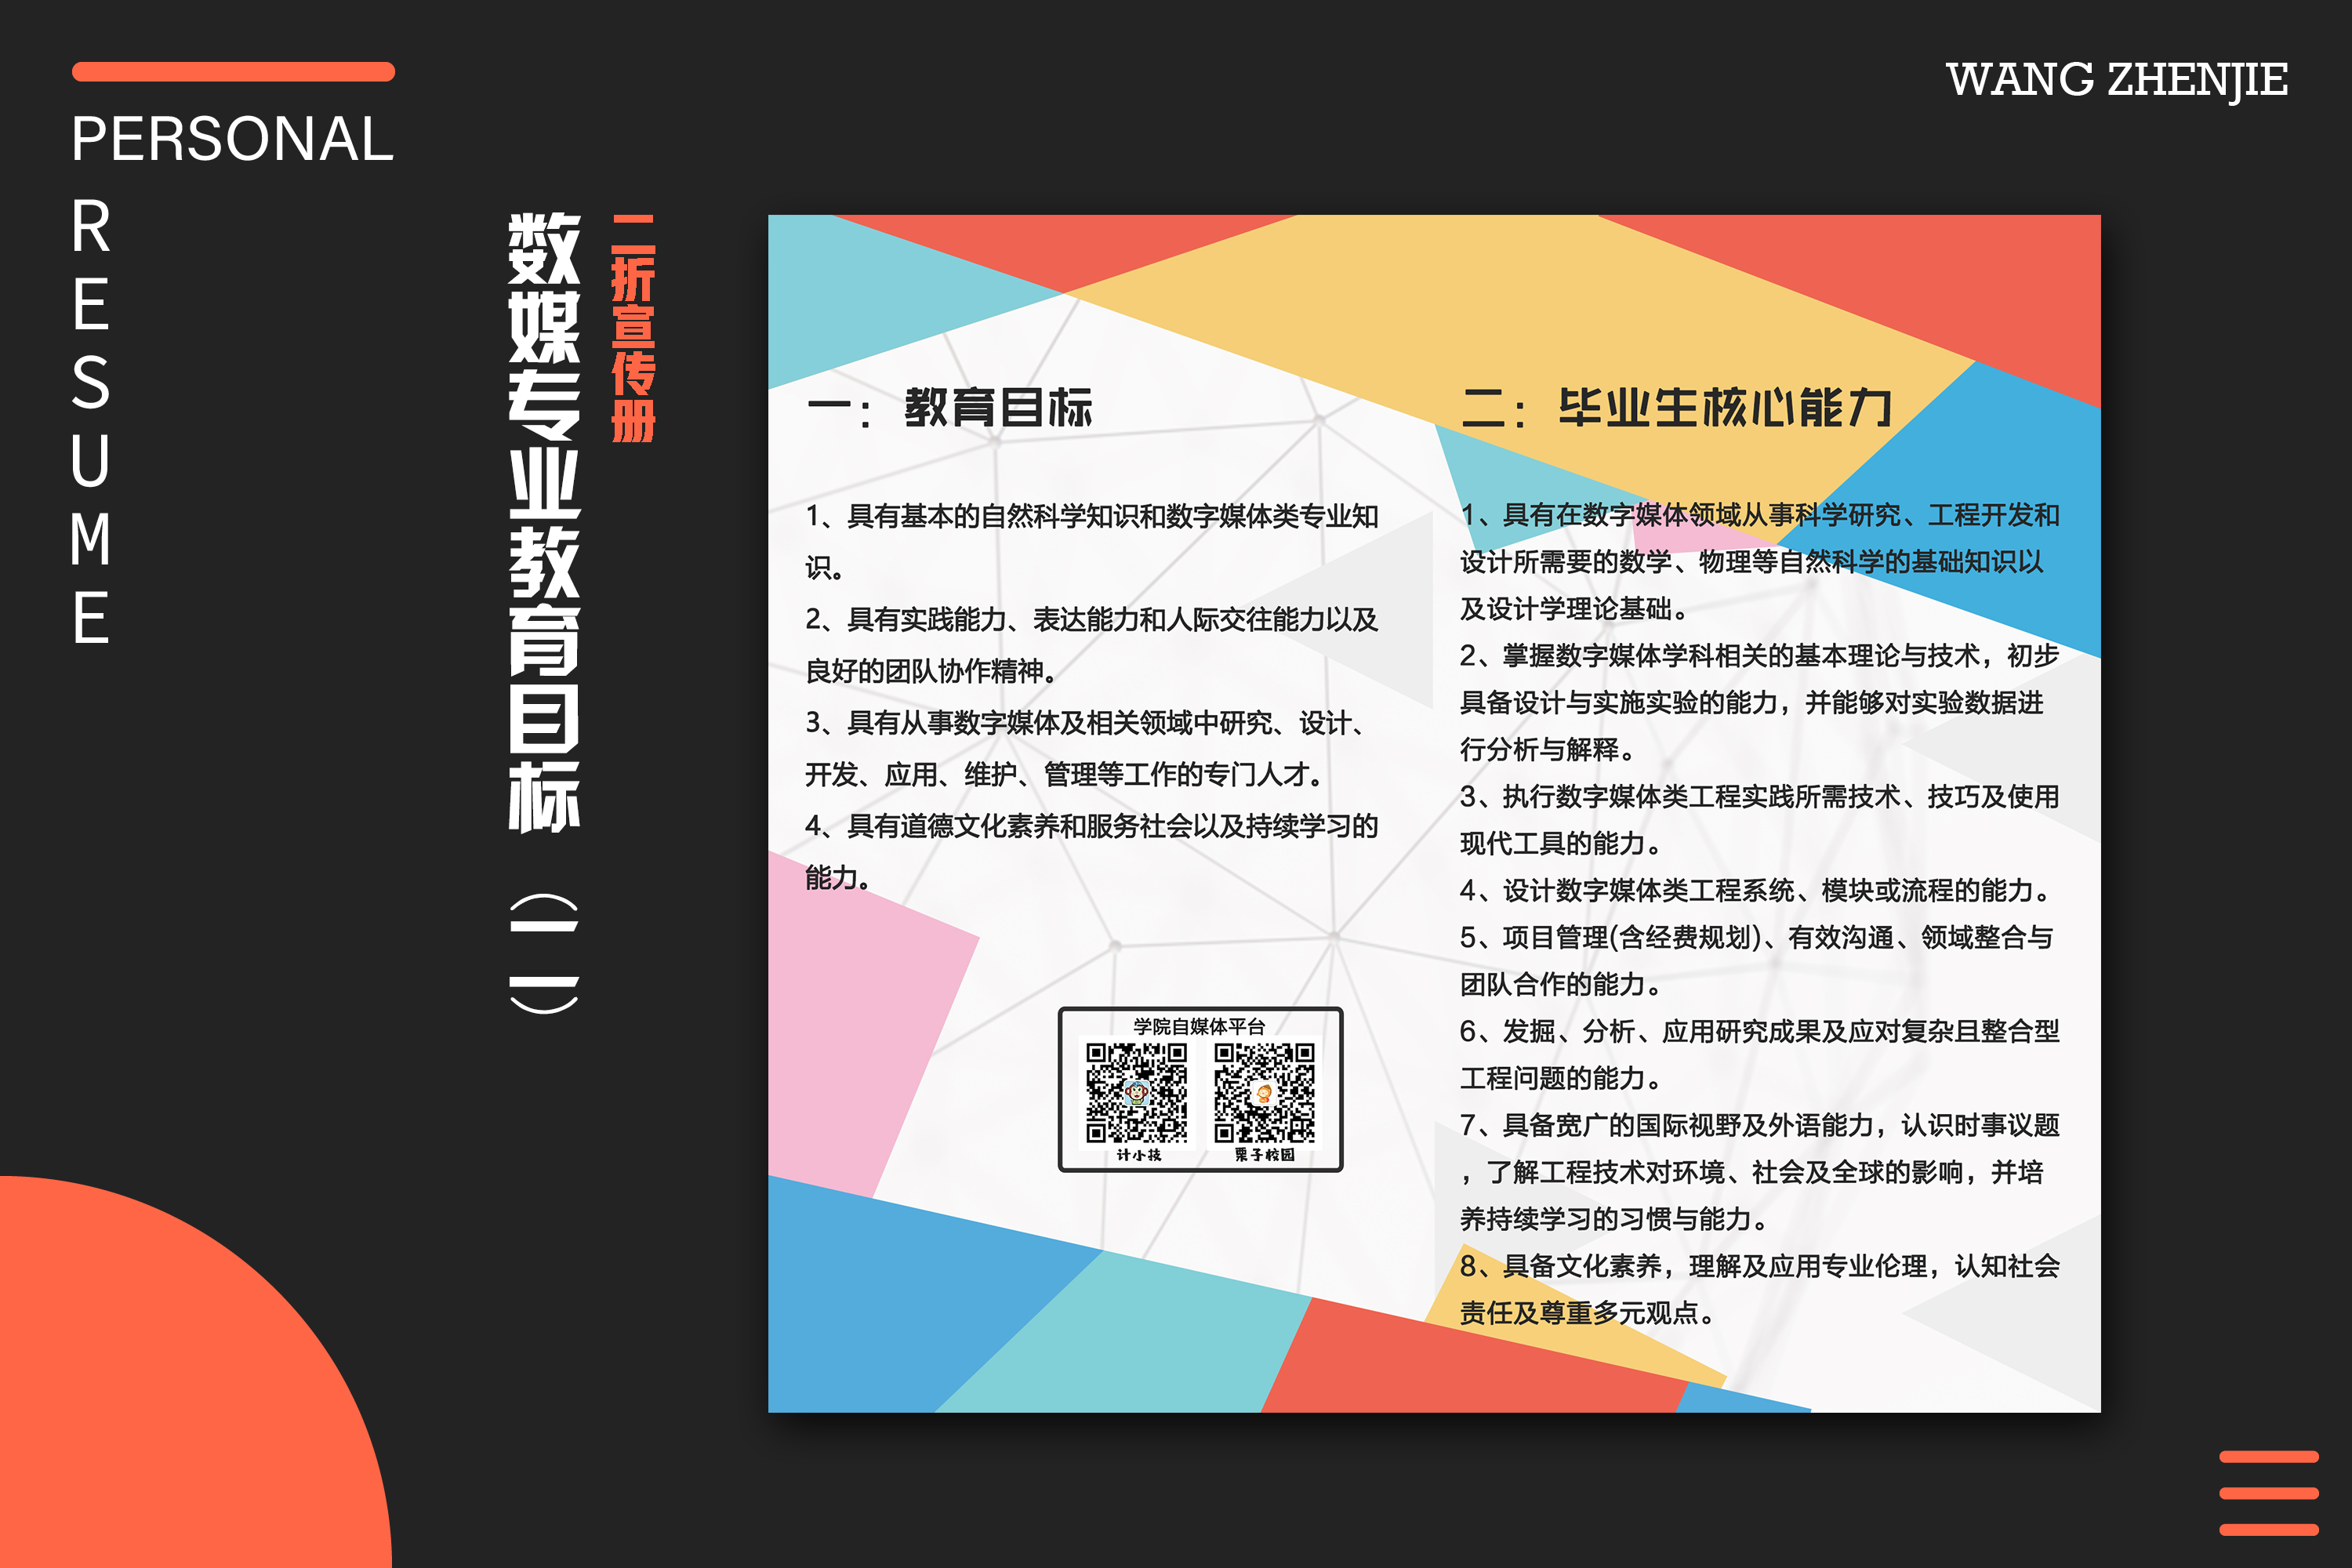 PERSONAL
RESUME
WANG ZHENJIE
数媒专业教育目标（二）
二折宣传册
一：教育目标
1、具有基本的自然科学知识和数字媒体类专业知
识。
2、具有实践能力、表达能力和人际交往能力以及
良好的团队协作精神。
3、具有从事数字媒体及相关领域中研究、设计、
开发、应用、维护、管理等工作的专门人才。
4、具有道德文化素养和服务社会以及持续学习的
能力。
学院自媒体平台
计小技
栗子校园
二：毕业生核心能力
1、具有在数字媒体领域从事科学研究、工程开发和
设计所需要的数学、物理等自然科学的基础知识以
及设计学理论基础。
2、掌握数字媒体学科相关的基本理论与技术，初步
具备设计与实施实验的能力，并能够对实验数据进
行分析与解释。
3、执行数字媒体类工程实践所需技术、技巧及使用
现代工具的能力。
4、设计数字媒体类工程系统、模块或流程的能力。
5、项目管理(含经费规划)、有效沟通、领域整合与
团队合作的能力。
6、发掘、分析、应用研究成果及应对复杂且整合型
工程问题的能力。
7、具备宽广的国际视野及外语能力，认识时事议题
，了解工程技术对环境、社会及全球的影响，并培
养持续学习的习惯与能力。
8、具备文化素养，理解及应用专业伦理，认知社会
责任及尊重多元观点。